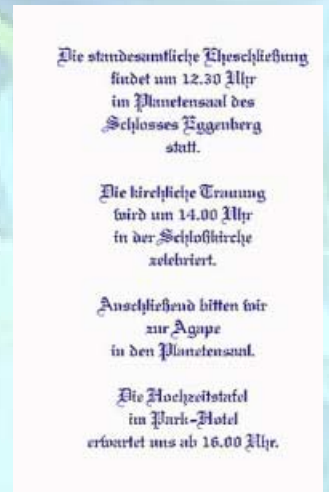 Die standesamtliche Eheschließung
findet um 12.30 Uhr
im Planetensaal des
Schlosses Eggenberg
statt.
Die kirchliche Trauung
wird um 14.00 Uhr
in der Schloßkirche
zelebriert.
Anschließend bitten wir
zur Agape
in den Planetensaal.
Die Hochzeitstafel
im Park-Hotel
erwartet uns ab 16.00 Uhr.